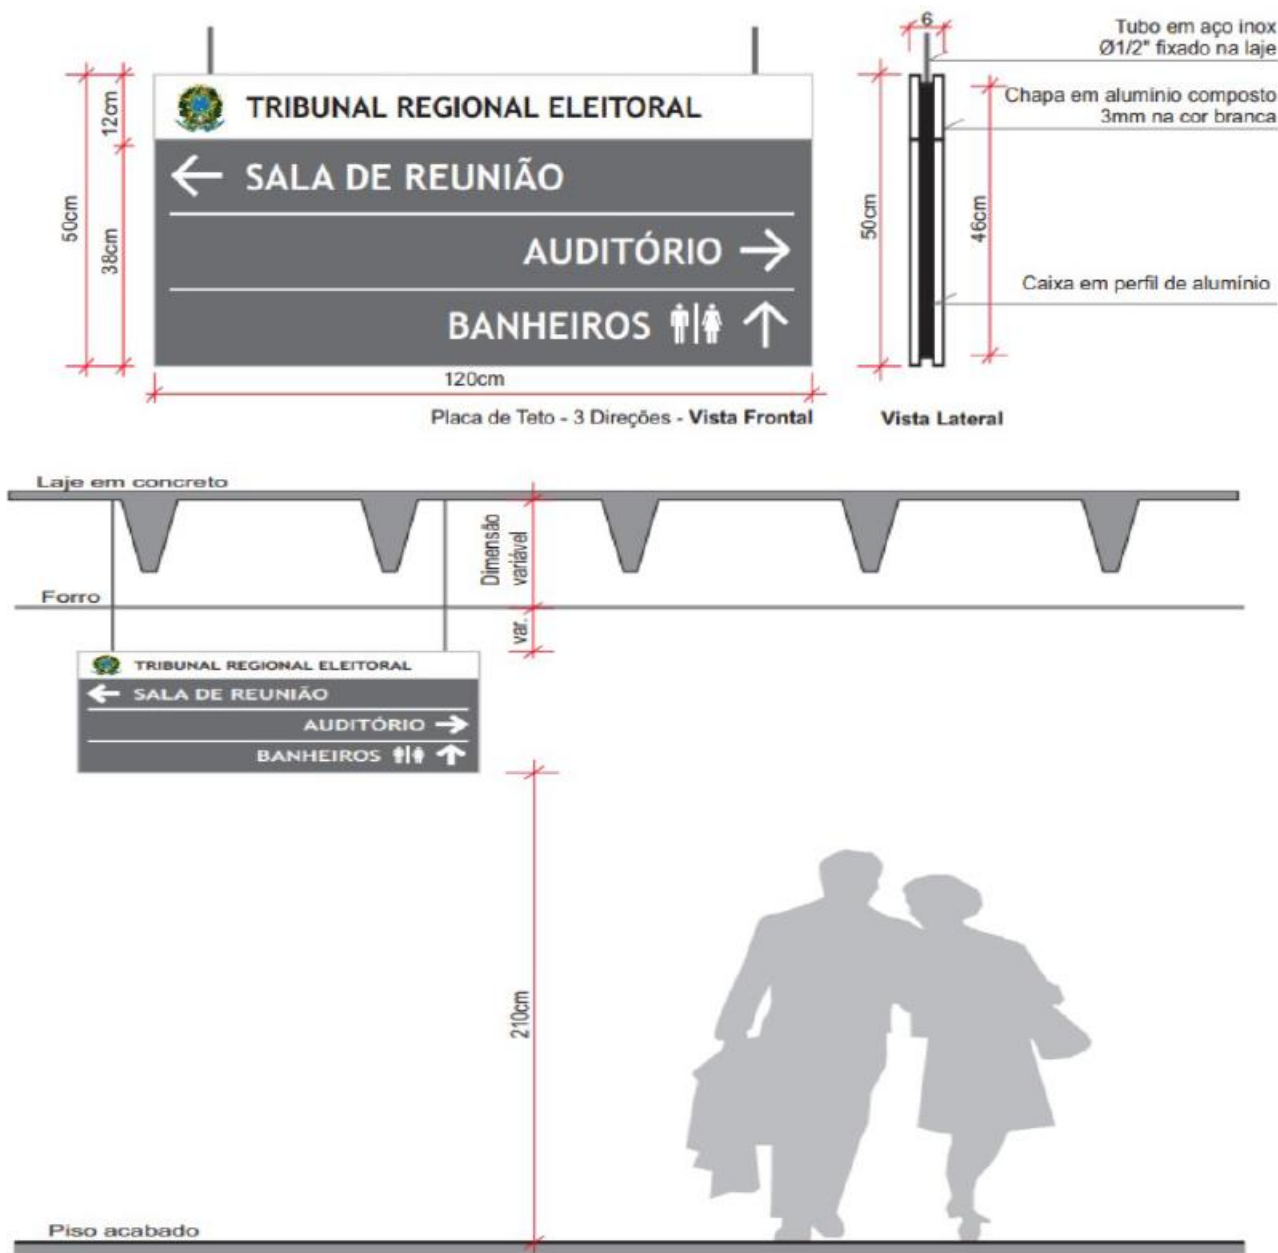 6
Tubo em aço inox
Ø1/2" fixado na laje
12cm
TRIBUNAL REGIONAL ELEITORAL
Chapa em alumínio composto
3mm na cor branca
SALA DE REUNIÃO
50cm
38cm
AUDITÓRIO
50cm
46cm
Caixa em perfil de alumínio
BANHEIROS
120cm
Placa de Teto - 3 Direções - Vista Frontal
Vista Lateral
Laje em concreto
Dimensão
variável
Forro
var.
TRIBUNAL REGIONAL ELEITORAL
SALA DE REUNIÃO
AUDITÓRIO
BANHEIROS
210cm
Piso acabado